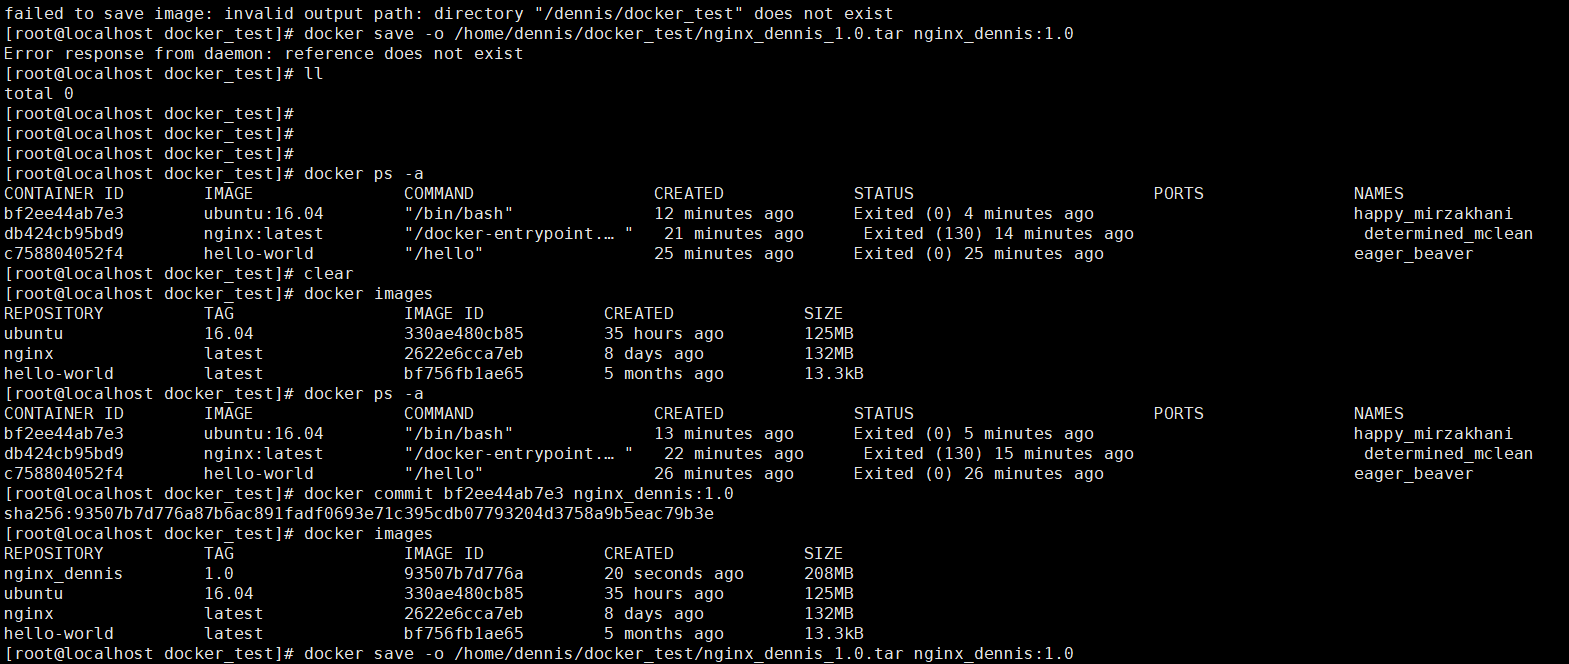 failed to save image: invalid output path: directory "/dennis/docker_test" does not exist
[root@localhost docker_test]# docker save -o /home/dennis/docker_test/nginx_dennis_1.0.tar nginx_dennis:1.0
Error response from daemon: reference does not exist
[root@localhost docker_test]# ll
total 0
[root@localhost docker_test]#
[root@localhost docker_test]#
[root@localhost docker_test]#
[root@localhost docker_test]# docker ps -a
CONTAINER ID        IMAGE               COMMAND                  CREATED             STATUS                        PORTS               NAMES
bf2ee44ab7e3        ubuntu:16.04        "/bin/bash"              12 minutes ago      Exited (0) 4 minutes ago                          happy_mirzakhani
db424cb95bd9        nginx:latest        "/docker-entrypoint.… "   21 minutes ago      Exited (130) 14 minutes ago                       determined_mclean
c758804052f4        hello-world         "/hello"                 25 minutes ago      Exited (0) 25 minutes ago                         eager_beaver
[root@localhost docker_test]# clear
[root@localhost docker_test]# docker images
REPOSITORY          TAG                 IMAGE ID            CREATED             SIZE
ubuntu              16.04               330ae480cb85        35 hours ago        125MB
nginx               latest              2622e6cca7eb        8 days ago          132MB
hello-world         latest              bf756fb1ae65        5 months ago        13.3kB
[root@localhost docker_test]# docker ps -a
CONTAINER ID        IMAGE               COMMAND                  CREATED             STATUS                        PORTS               NAMES
bf2ee44ab7e3        ubuntu:16.04        "/bin/bash"              13 minutes ago      Exited (0) 5 minutes ago                          happy_mirzakhani
db424cb95bd9        nginx:latest        "/docker-entrypoint.… "   22 minutes ago      Exited (130) 15 minutes ago                       determined_mclean
c758804052f4        hello-world         "/hello"                 26 minutes ago      Exited (0) 26 minutes ago                         eager_beaver
[root@localhost docker_test]# docker commit bf2ee44ab7e3 nginx_dennis:1.0
sha256:93507b7d776a87b6ac891fadf0693e71c395cdb07793204d3758a9b5eac79b3e
[root@localhost docker_test]# docker images
REPOSITORY          TAG                 IMAGE ID            CREATED             SIZE
nginx_dennis        1.0                 93507b7d776a        20 seconds ago      208MB
ubuntu              16.04               330ae480cb85        35 hours ago        125MB
nginx               latest              2622e6cca7eb        8 days ago          132MB
hello-world         latest              bf756fb1ae65        5 months ago        13.3kB
[root@localhost docker_test]# docker save -o /home/dennis/docker_test/nginx_dennis_1.0.tar nginx_dennis:1.0